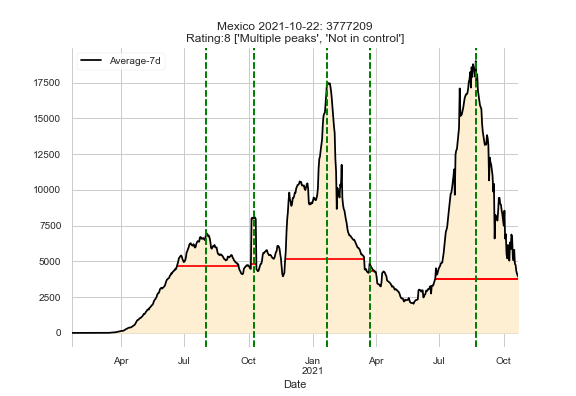 Mexico 2021-10-22: 3777209
Rating:8 ['Multiple peaks', 'Not in control']
Average-7d
17500
15000
12500
10000
7500
5000
2500
0
Apr Jul Oct Jan Apr Jul Oct
2021
Date